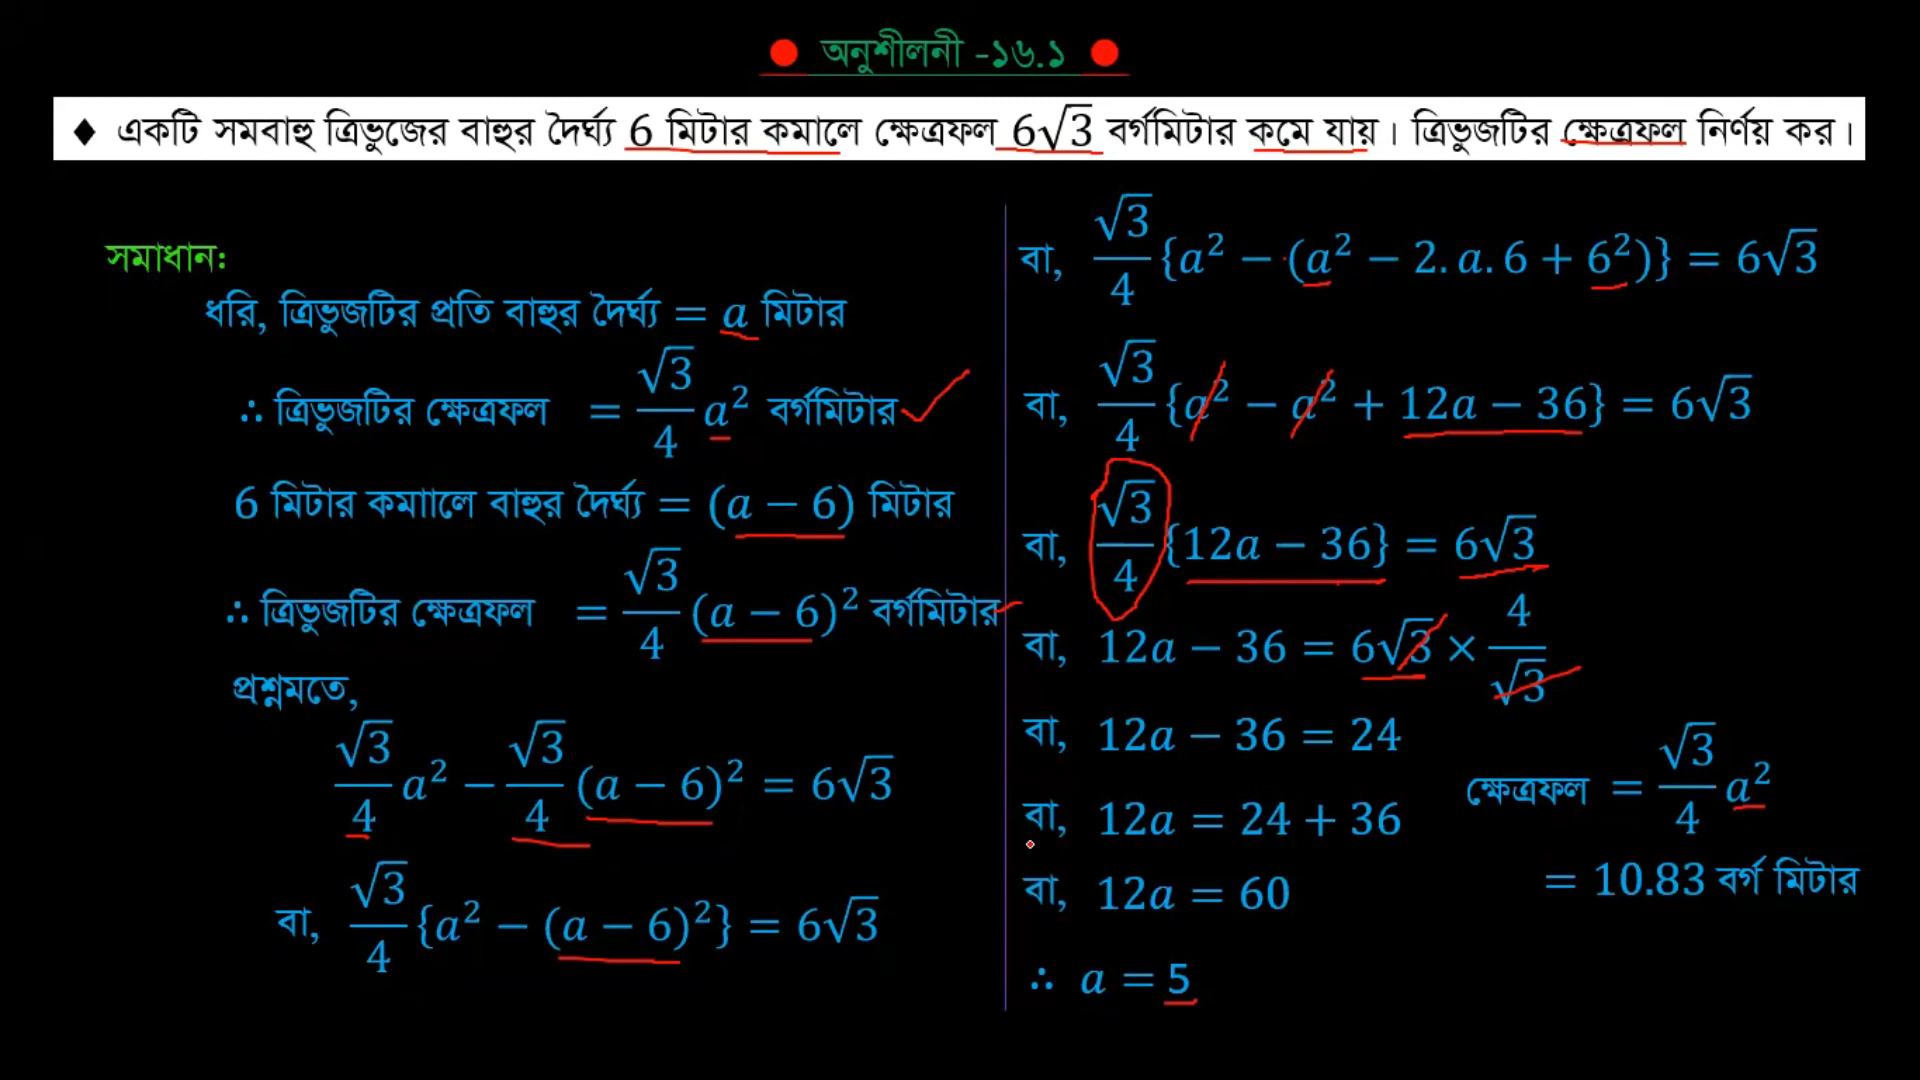 অনুশীলনী -১৬.১
♦ একটি সমবাহু ত্রিভুজের বাহুর দৈর্ঘ্য 6 মিটার কমালে ক্ষেত্রফল 6√3 বর্গমিটার কমে যায়। ত্রিভুজটির ক্ষেত্রফল নির্ণয় কর।
সমাধান:
ধরি, ত্রিভুজটির প্রতি বাহুর দৈর্ঘ্য = a মিটার
∴ ত্রিভুজটির ক্ষেত্রফল = √3/4 a² বর্গমিটার
6 মিটার কমাালে বাহুর দৈর্ঘ্য = (a − 6) মিটার
∴ ত্রিভুজটির ক্ষেত্রফল = √3/4 (a − 6)² বর্গমিটার
প্রশ্নমতে,
√3/4 a² − √3/4 (a − 6)² = 6√3
বা, √3/4 {a² − (a − 6)²} = 6√3
বা, √3/4 {a² − (a² − 2.a.6 + 6²)} = 6√3
বা, √3/4 {a² − a² + 12a − 36} = 6√3
বা, √3/4 {12a − 36} = 6√3
বা, 12a − 36 = 6√3 × 4/√3
বা, 12a − 36 = 24
বা, 12a = 24 + 36
বা, 12a = 60
∴ a = 5
ক্ষেত্রফল = √3/4 a²
= 10.83 বর্গ মিটার